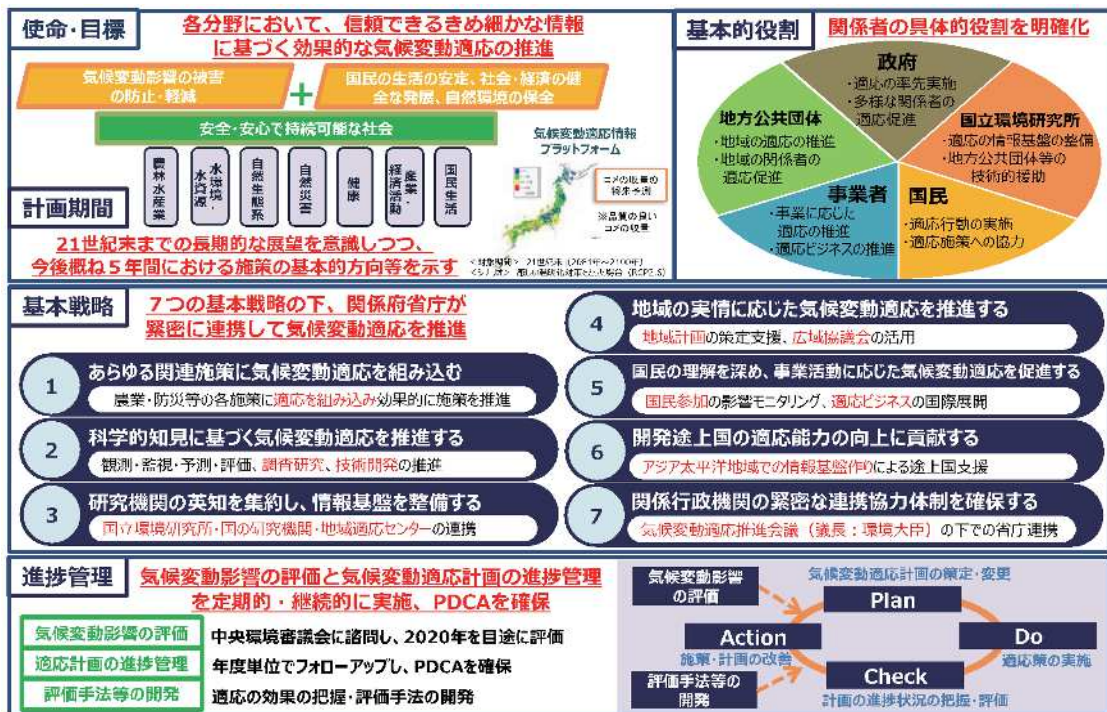 使命・目標
各分野において、信頼できるきめ細かな情報
に基づく効果的な気候変動適応の推進
気候変動影響の被害
の防止・軽減
+
国民の生活の安定、社会・経済の健
全な発展、自然環境の保全
安全・安心で持続可能な社会
農林水産業
水環境・
水資源
自然生態系
自然災害
健康
産業・
経済活動
国民生活
気候変動適応情報
プラットフォーム
コメの収量の
将来予測
※品質の良い
コメの収量
計画期間
21世紀末までの長期的な展望を意識しつつ、
今後概ね5年間における施策の基本的方向等を示す
<対象期間> 21世紀末(2081年~2100年)
基本的役割
関係者の具体的役割を明確化
政府
・適応の率先実施
・多様な関係者の
適応促進
地方公共団体
・地域の適応の推進
・地域の関係者の
適応促進
国立環境研究所
・適応の情報基盤の整備
・地方公共団体等の
技術的援助
事業者
・事業に応じた
適応の推進
・適応ビジネスの推進
国民
・適応行動の実施
・適応施策への協力
基本戦略
7つの基本戦略の下、関係府省庁が
緊密に連携して気候変動適応を推進
1
あらゆる関連施策に気候変動適応を組み込む
農業・防災等の各施策に適応を組み込み効果的に施策を推進
2
科学的知見に基づく気候変動適応を推進する
観測・監視・予測・評価、調査研究、技術開発の推進
3
研究機関の英知を集約し、情報基盤を整備する
国立環境研究所・国の研究機関・地域適応センターの連携
4
地域の実情に応じた気候変動適応を推進する
地域計画の策定支援、広域協議会の活用
5
国民の理解を深め、事業活動に応じた気候変動適応を促進する
国民参加の影響モニタリング、適応ビジネスの国際展開
6
開発途上国の適応能力の向上に貢献する
アジア太平洋地域での情報基盤作りによる途上国支援
7
関係行政機関の緊密な連携協力体制を確保する
気候変動適応推進会議(議長:環境大臣)の下での省庁連携
進捗管理
気候変動影響の評価と気候変動適応計画の進捗管理
を定期的・継続的に実施、PDCAを確保
気候変動影響の評価
中央環境審議会に諮問し、2020年を目途に評価
適応計画の進捗管理
年度単位でフォローアップし、PDCAを確保
評価手法等の開発
適応の効果の把握・評価手法の開発
気候変動影響
の評価
気候変動適応計画の策定・変更
Plan
Action
施策・計画の改善
Do
適応策の実施
評価手法等の
開発
Check
計画の進捗状況の把握・評価